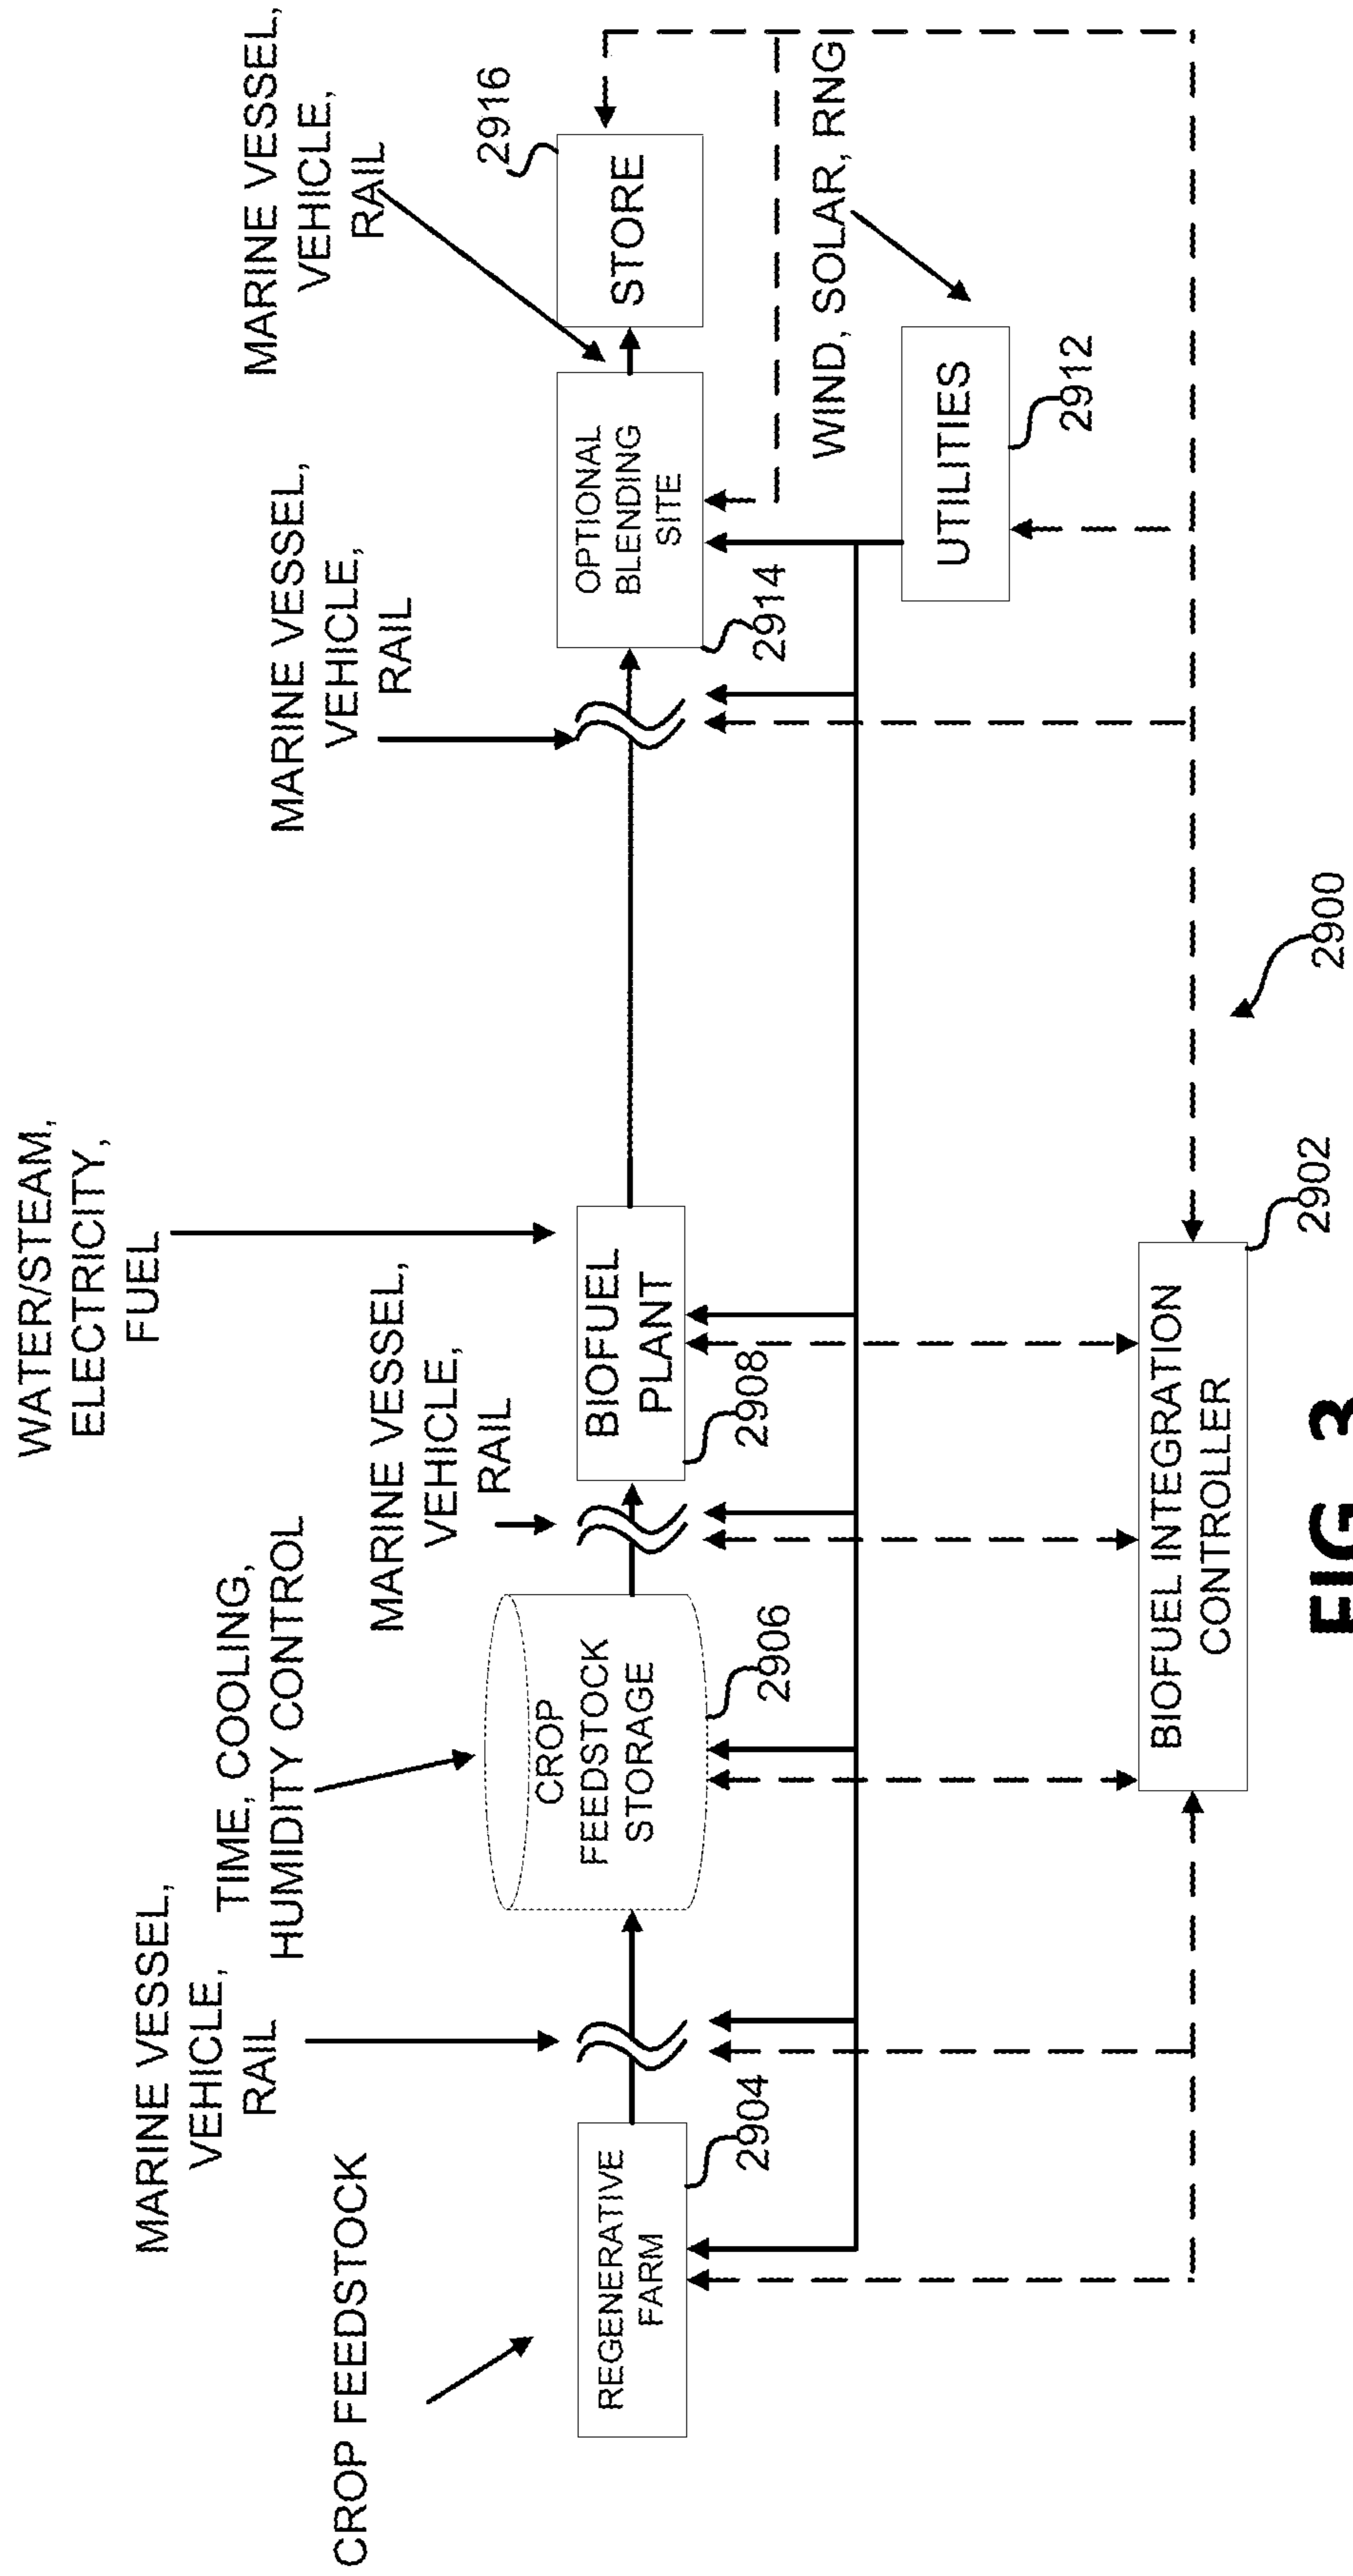 WATER/STEAM,
ELECTRICITY,
FUEL
MARINE VESSEL,
VEHICLE,
RAIL
TIME, COOLING,
HUMIDITY CONTROL
MARINE VESSEL,
VEHICLE,
RAIL
MARINE VESSEL,
VEHICLE,
RAIL
MARINE VESSEL,
VEHICLE,
RAIL
CROP FEEDSTOCK
REGENERATIVE
FARM
2904
CROP
FEEDSTOCK
STORAGE
2906
BIOFUEL
PLANT
2908
OPTIONAL
BLENDING
SITE
2914
STORE
2916
WIND, SOLAR, RNG
UTILITIES
2912
BIOFUEL INTEGRATION
CONTROLLER
2902
2900
FIG 3